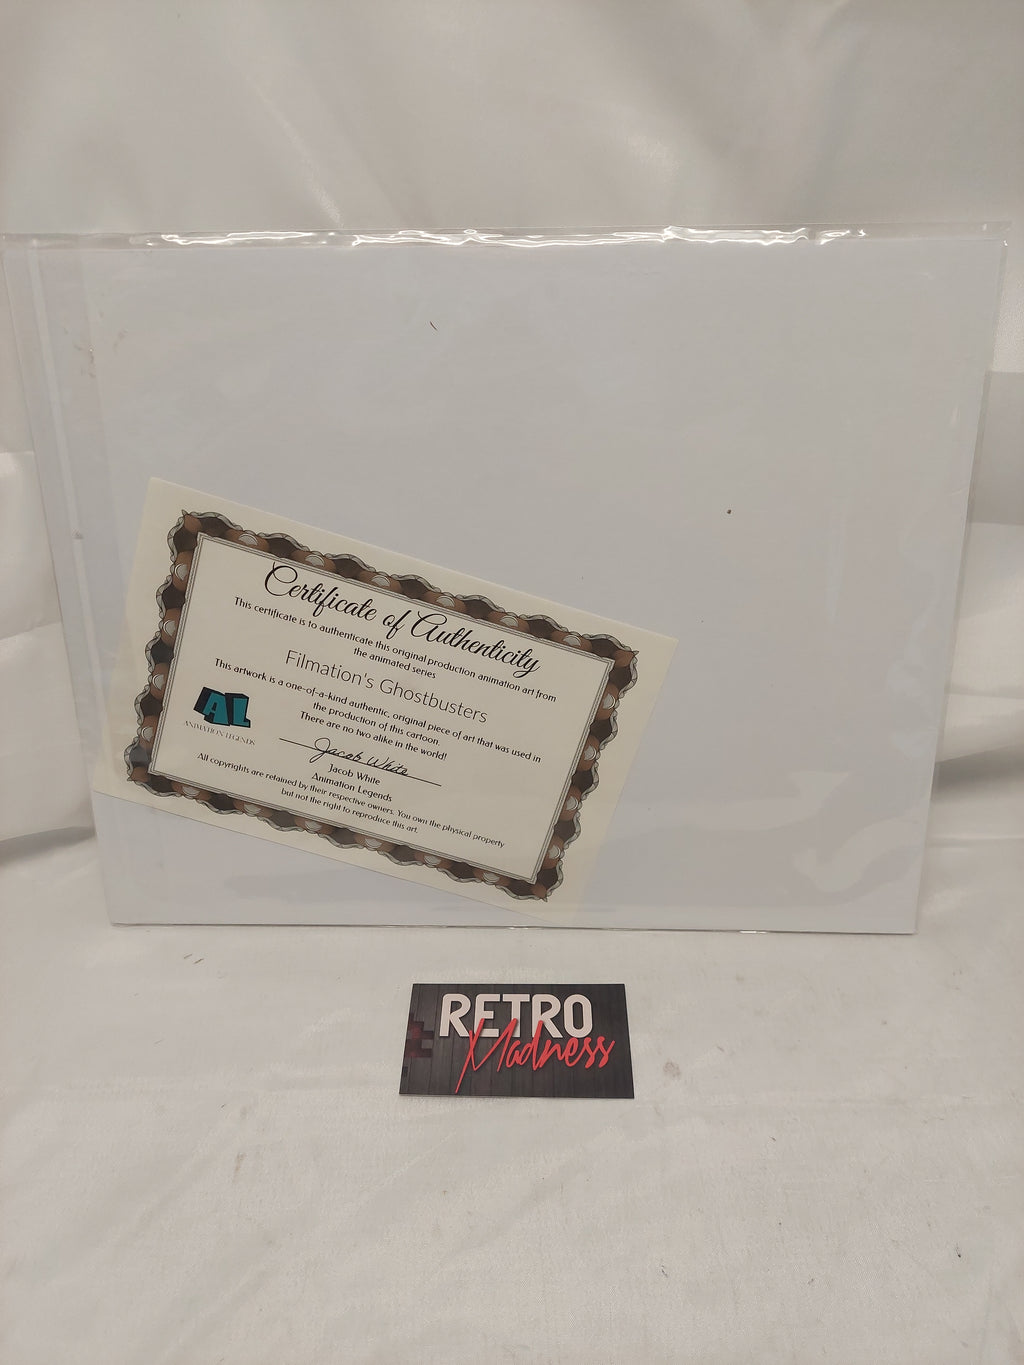 Certificate of Authenticity
This certificate is to authenticate this original production animation art from
the animated series
Filmation's Ghostbusters
This artwork is a one-of-a-kind authentic, original piece of art that was used in
the production of this cartoon.
There are no two alike in the world!
AL
ANIMATION LEGENDS
Jacob White
Jacob White
Animation Legends
All copyrights are retained by their respective owners. You own the physical property
but not the right to reproduce this art.
RETRO
Madness